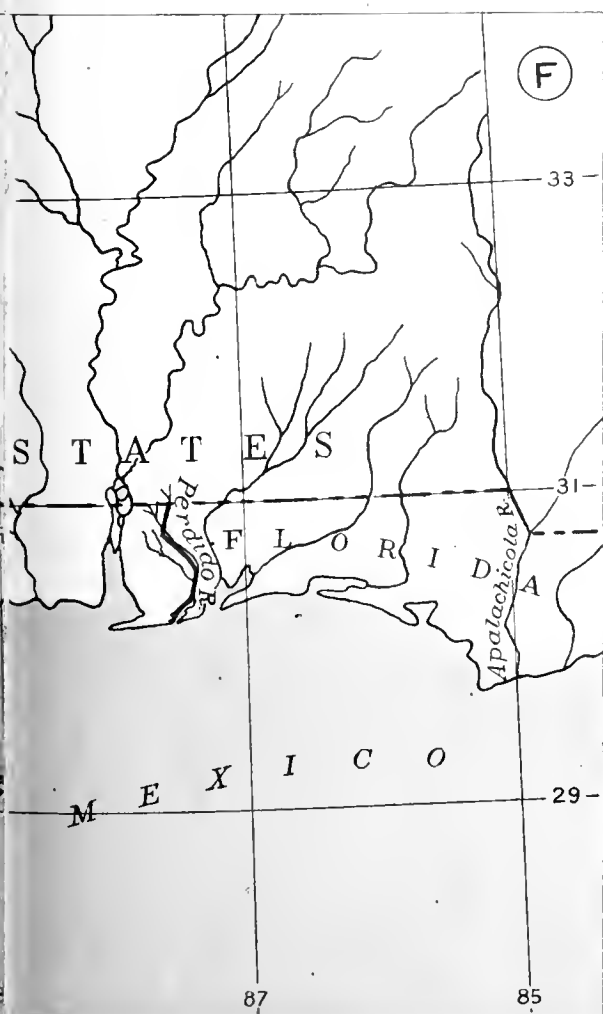 F
33
STATES
31
Perdido R.
FLORIDA
Apalachicola R.
MEXICO
29
87
85